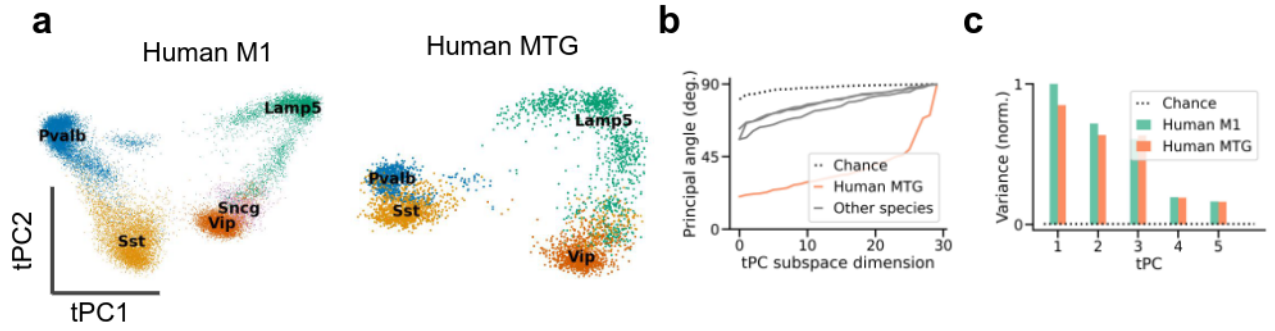 a
Human M1
Pvalb
Lamp5
Sncg
Vip
Sst
tPC2
tPC1
Human MTG
Lamp5
Pvalb
Sst
Vip
b
Principal angle (deg.)
90
45
0
Chance
Human MTG
Other species
0 10 20 30
tPC subspace dimension
c
Variance (norm.)
1
0
Chance
Human M1
Human MTG
1 2 3 4 5
tPC